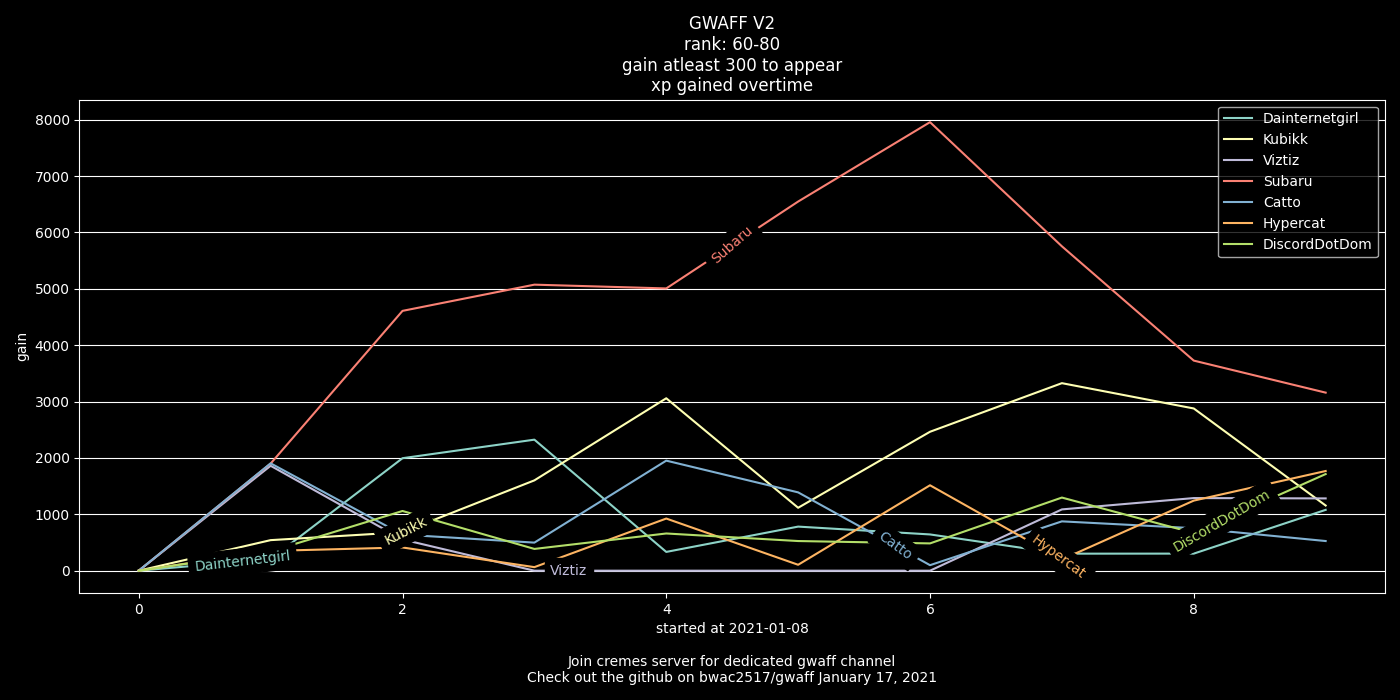 GWAFF V2
rank: 60-80
gain atleast 300 to appear
xp gained overtime
Dainternetgirl
Kubikk
Viztiz
Subaru
Catto
Hypercat
DiscordDotDom
8000
7000
6000
5000
4000
3000
2000
1000
0
gain
Subaru
Kubikk
Dainternetgirl
Viztiz
Catto
Hypercat
DiscordDotDom
0 2 4 6 8
started at 2021-01-08
Join cremes server for dedicated gwaff channel
Check out the github on bwac2517/gwaff January 17, 2021